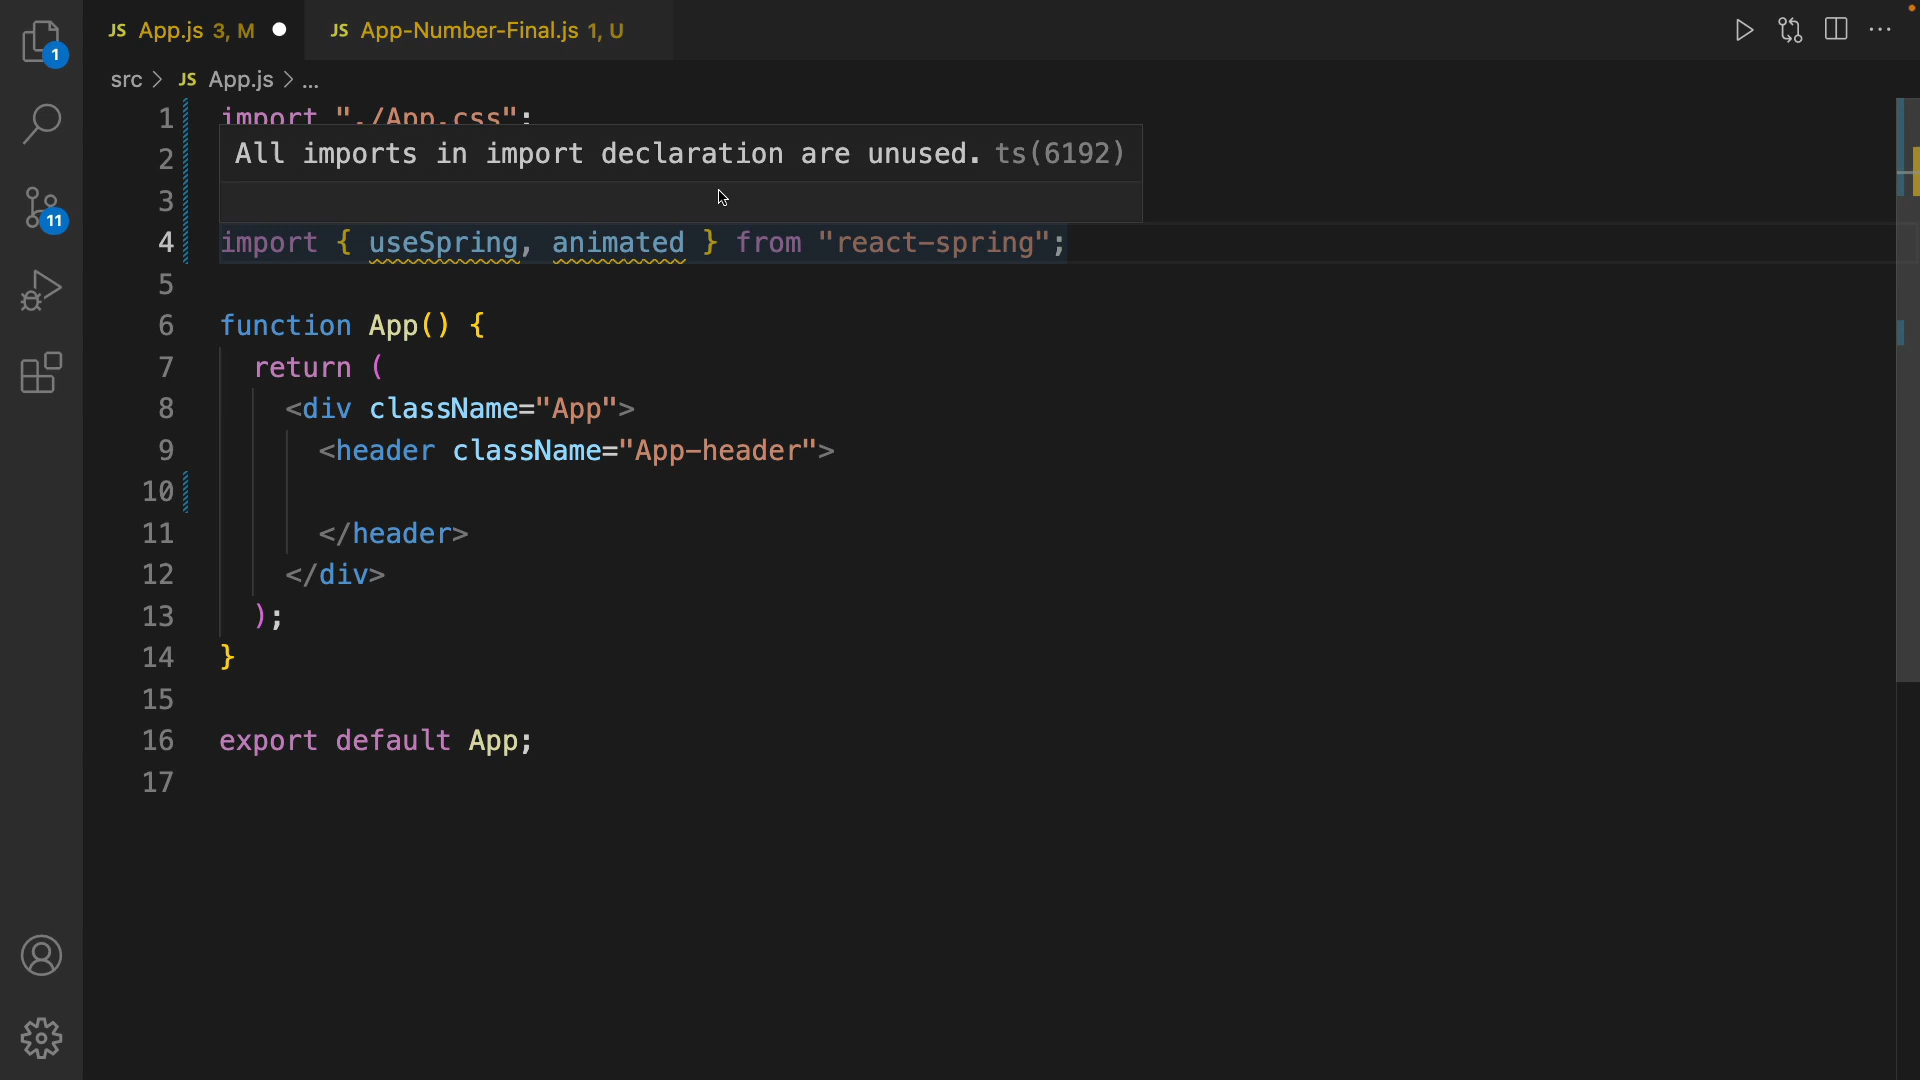 JS App.js 3, M
JS App-Number-Final.js 1, U
1
src > JS App.js > ...
1 import "./App.css";
2 All imports in import declaration are unused. ts(6192)
3
11
4 import { useSpring, animated } from "react-spring";
5
6 function App() {
7 return (
8 <div className="App">
9 <header className="App-header">
10
11 </header>
12 </div>
13 );
14 }
15
16 export default App;
17